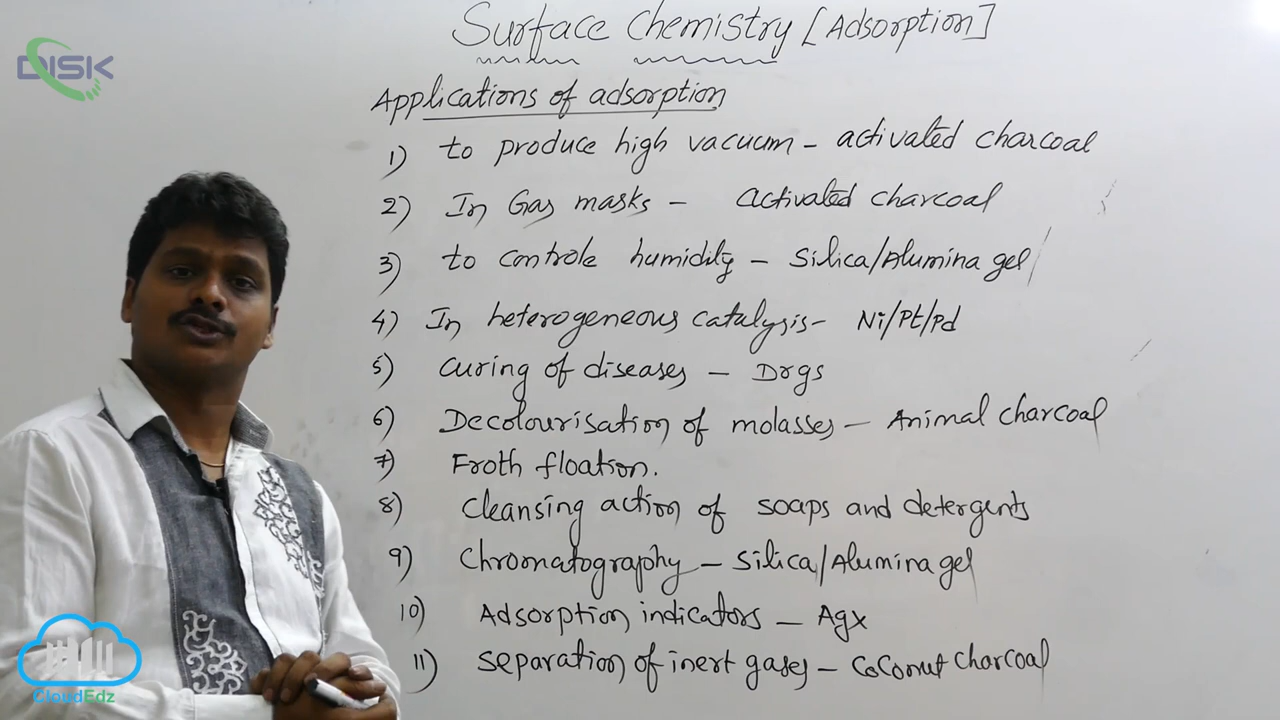 Surface Chemistry [Adsorption]
DISK
Applications of adsorption
1) to produce high vacuum - activated charcoal
2) In Gas masks - activated charcoal
3) to controle humidity - Silica/Alumina gel
4) In heterogeneous catalysis - Ni/Pt/Pd
5) curing of diseases - Drgs
6) Decolourisation of molasses - Animal charcoal
7) Froth floation.
8) cleansing action of soaps and detergents
9) Chromatography - Silica/Alumina gel
10) Adsorption indicators - Agx
11) separation of inert gases - CoConut charcoal
CloudEdz